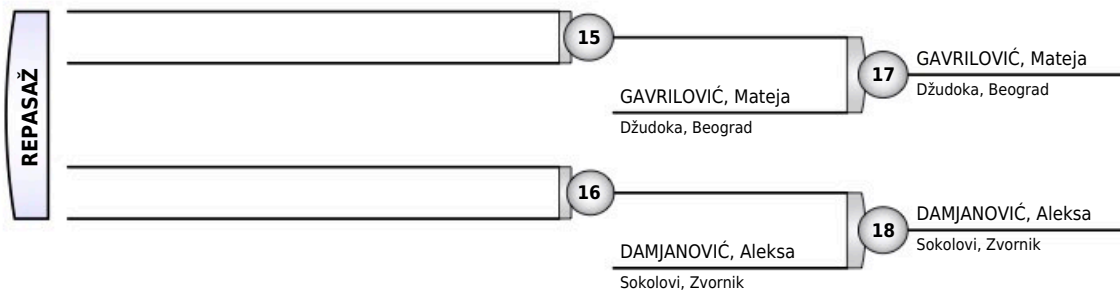 REPASAŽ
15
GAVRILOVIĆ, Mateja
Džudoka, Beograd
17
GAVRILOVIĆ, Mateja
Džudoka, Beograd
16
DAMJANOVIĆ, Aleksa
Sokolovi, Zvornik
18
DAMJANOVIĆ, Aleksa
Sokolovi, Zvornik